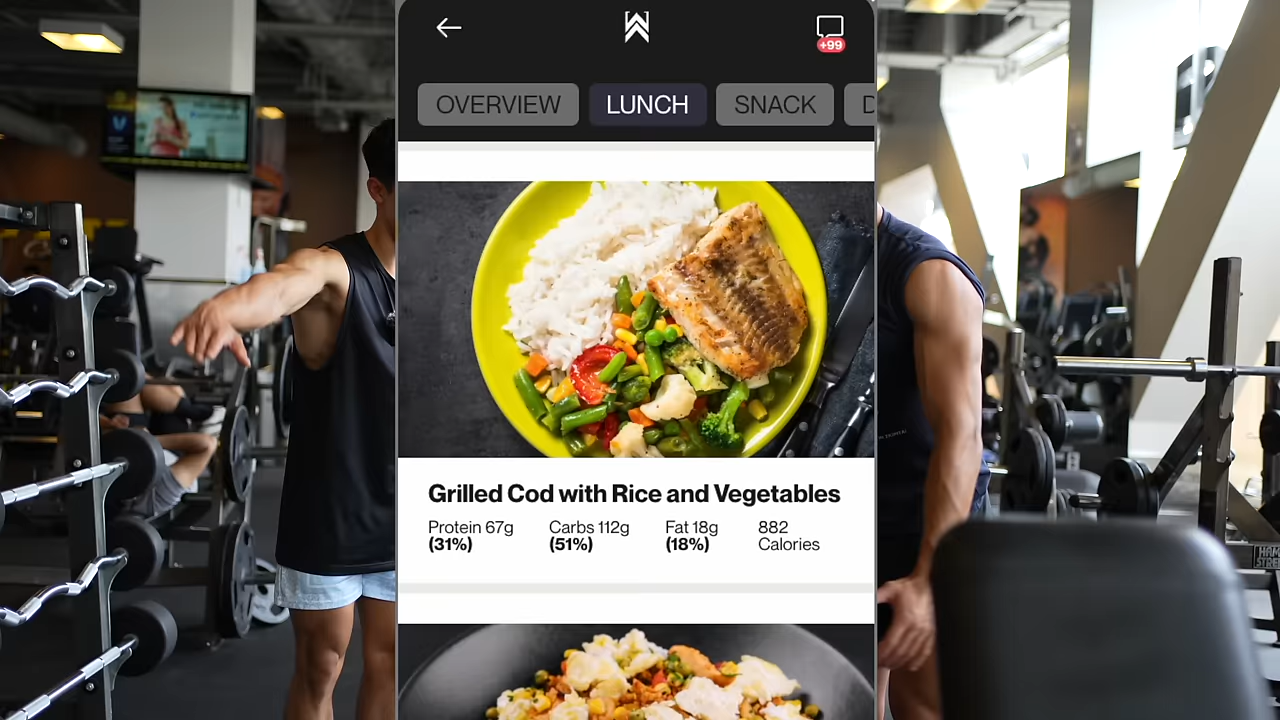 +99
OVERVIEW
LUNCH
SNACK
D
Grilled Cod with Rice and Vegetables
Protein 67g
(31%)
Carbs 112g
(51%)
Fat 18g
(18%)
882
Calories